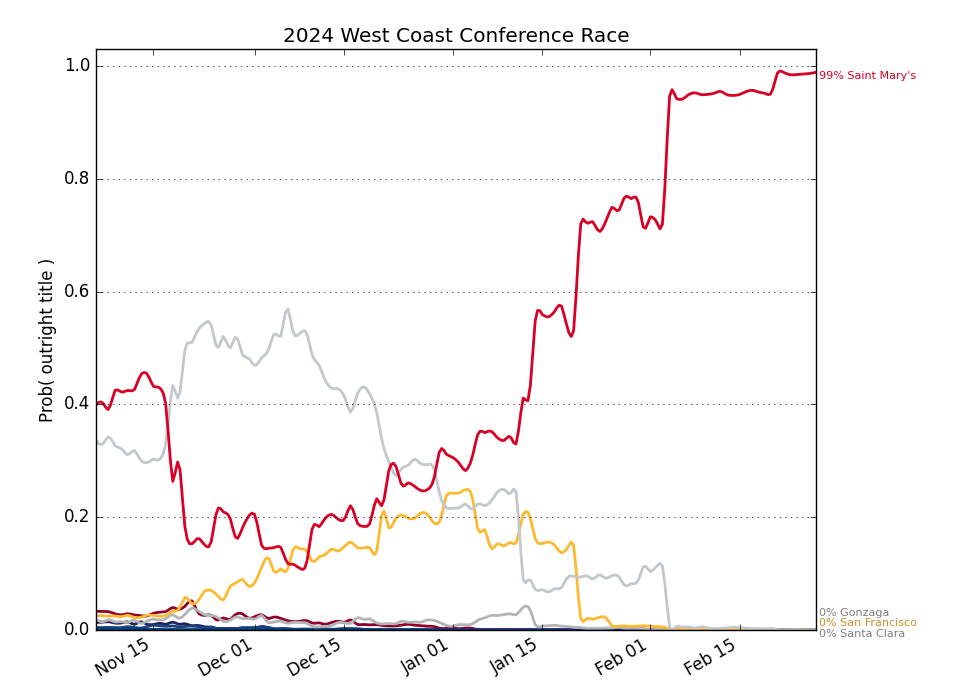 2024 West Coast Conference Race
Prob( outright title )
1.0
0.8
0.6
0.4
0.2
0.0
Nov 15
Dec 01
Dec 15
Jan 01
Jan 15
Feb 01
Feb 15
99% Saint Mary's
0% Gonzaga
0% San Francisco
0% Santa Clara